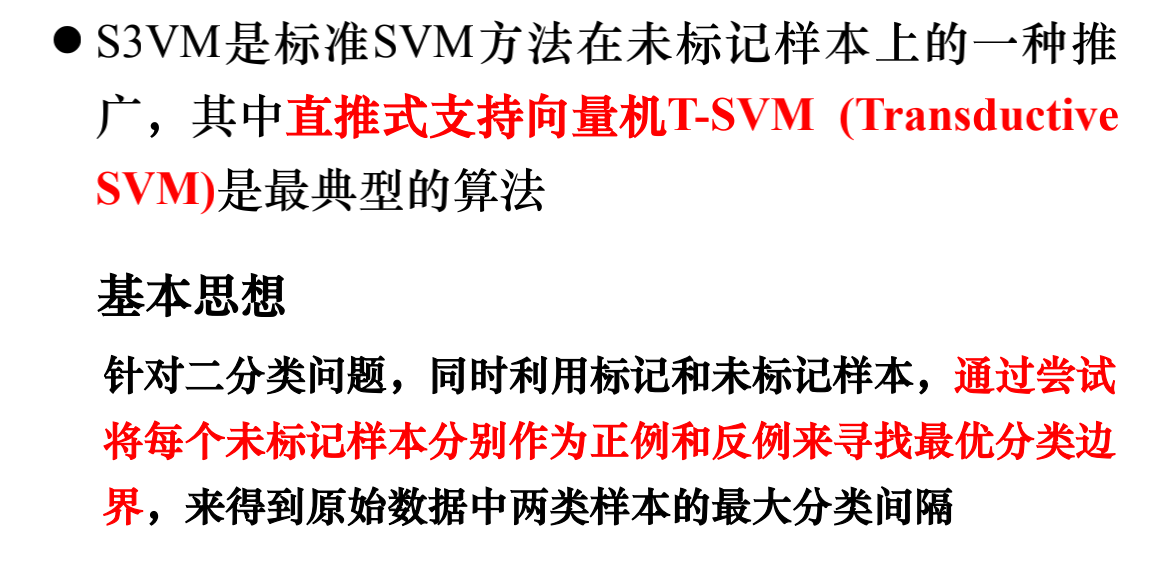 ● S3VM是标准SVM方法在未标记样本上的一种推
广，其中直推式支持向量机T-SVM (Transductive
SVM)是最典型的算法
基本思想
针对二分类问题，同时利用标记和未标记样本，通过尝试
将每个未标记样本分别作为正例和反例来寻找最优分类边
界，来得到原始数据中两类样本的最大分类间隔